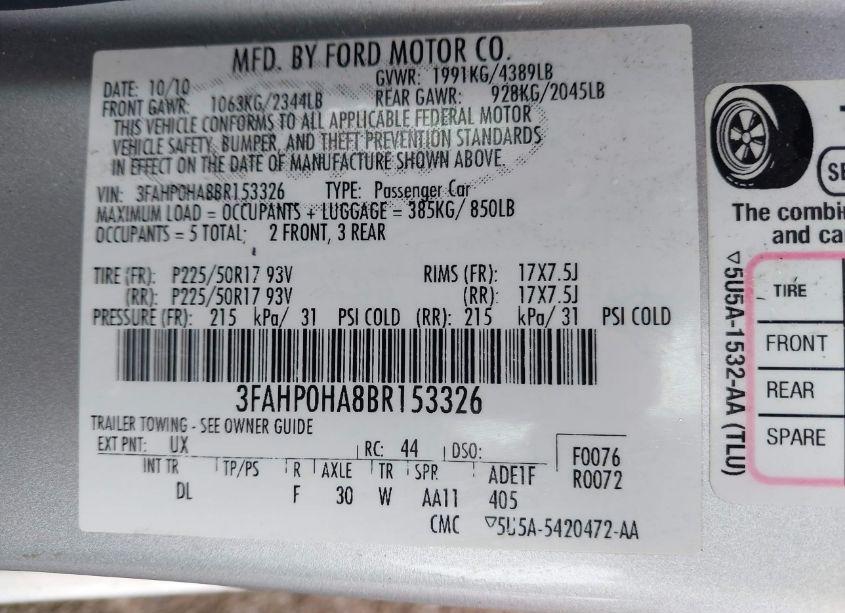 MFD. BY FORD MOTOR CO.
DATE: 10/10 GVWR: 1991KG/4389LB
FRONT GAWR: 1063KG/2344LB REAR GAWR: 928KG/2045LB
THIS VEHICLE CONFORMS TO ALL APPLICABLE FEDERAL MOTOR
VEHICLE SAFETY, BUMPER, AND THEFT PREVENTION STANDARDS
IN EFFECT ON THE DATE OF MANUFACTURE SHOWN ABOVE.
VIN: 3FAHP0HA8BR153326 TYPE: Passenger Car
MAXIMUM LOAD = OCCUPANTS + LUGGAGE = 385KG/ 850LB
OCCUPANTS = 5 TOTAL; 2 FRONT, 3 REAR
TIRE (FR): P225/50R17 93V RIMS (FR): 17X7.5J
(RR): P225/50R17 93V (RR): 17X7.5J
PRESSURE (FR): 215 kPa/ 31 PSI COLD (RR): 215 kPa/ 31 PSI COLD
3FAHP0HA8BR153326
TRAILER TOWING - SEE OWNER GUIDE
EXT PNT: UX RC: 44 DSO: F0076
INT TR TP/PS R AXLE TR SPR ADE1F R0072
DL F 30 W AA11 405
CMC ▽5U5A-5420472-AA
The combi
and ca
▽5U5A-1532-AA (TLU)
TIRE
FRONT
REAR
SPARE